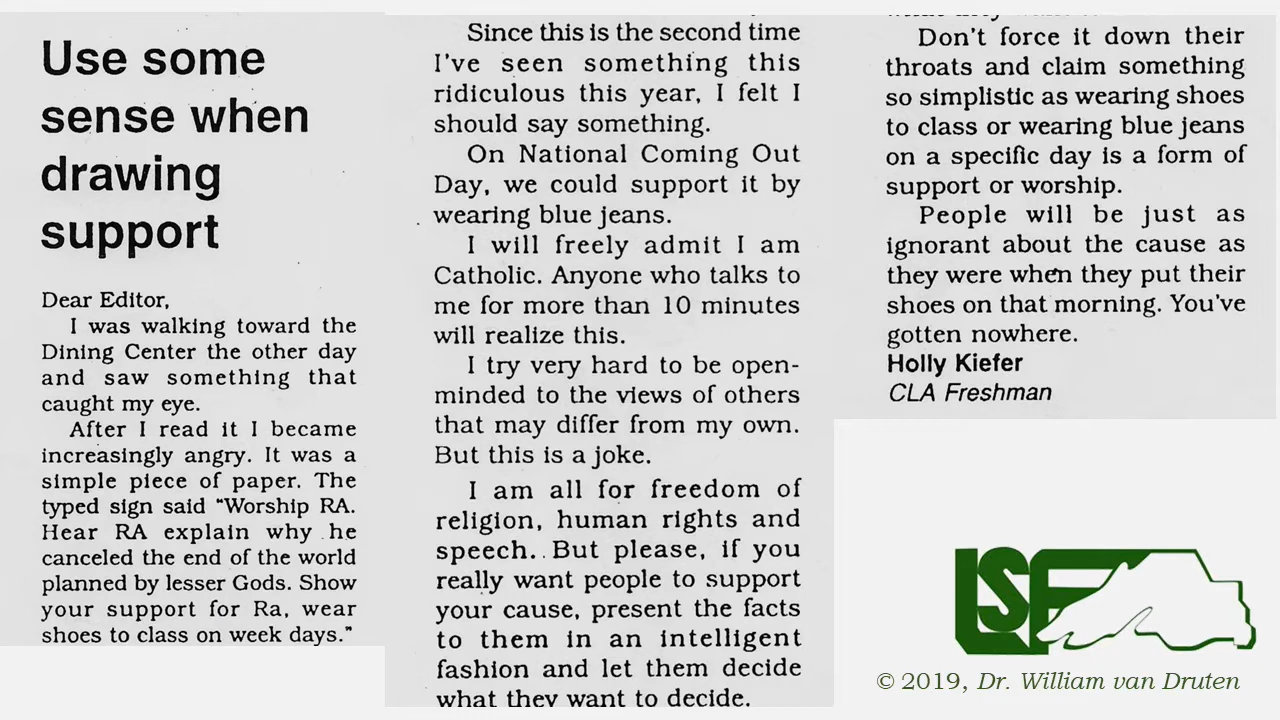 Use some
sense when
drawing
support
Dear Editor,
I was walking toward the
Dining Center the other day
and saw something that
caught my eye.
After I read it I became
increasingly angry. It was a
simple piece of paper. The
typed sign said "Worship RA.
Hear RA explain why he
canceled the end of the world
planned by lesser Gods. Show
your support for Ra, wear
shoes to class on week days."
Since this is the second time
I've seen something this
ridiculous this year, I felt I
should say something.
On National Coming Out
Day, we could support it by
wearing blue jeans.
I will freely admit I am
Catholic. Anyone who talks to
me for more than 10 minutes
will realize this.
I try very hard to be open-
minded to the views of others
that may differ from my own.
But this is a joke.
I am all for freedom of
religion, human rights and
speech. But please, if you
really want people to support
your cause, present the facts
to them in an intelligent
fashion and let them decide
what they want to decide.
Don't force it down their
throats and claim something
so simplistic as wearing shoes
to class or wearing blue jeans
on a specific day is a form of
support or worship.
People will be just as
ignorant about the cause as
they were when they put their
shoes on that morning. You've
gotten nowhere.
Holly Kiefer
CLA Freshman
LSF
© 2019, Dr. William van Druten